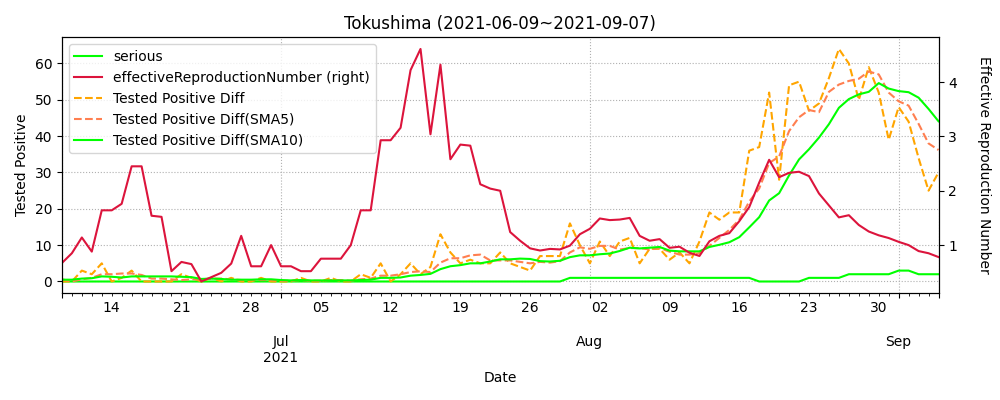 Tokushima (2021-06-09~2021-09-07)
serious
effectiveReproductionNumber (right)
Tested Positive Diff
Tested Positive Diff(SMA5)
Tested Positive Diff(SMA10)
Tested Positive
60
50
40
30
20
10
0
4
3
2
1
Effective Reproduction Number
14 21 28 05 12 19 26 02 09 16 23 30
Jul Aug Sep
2021
Date